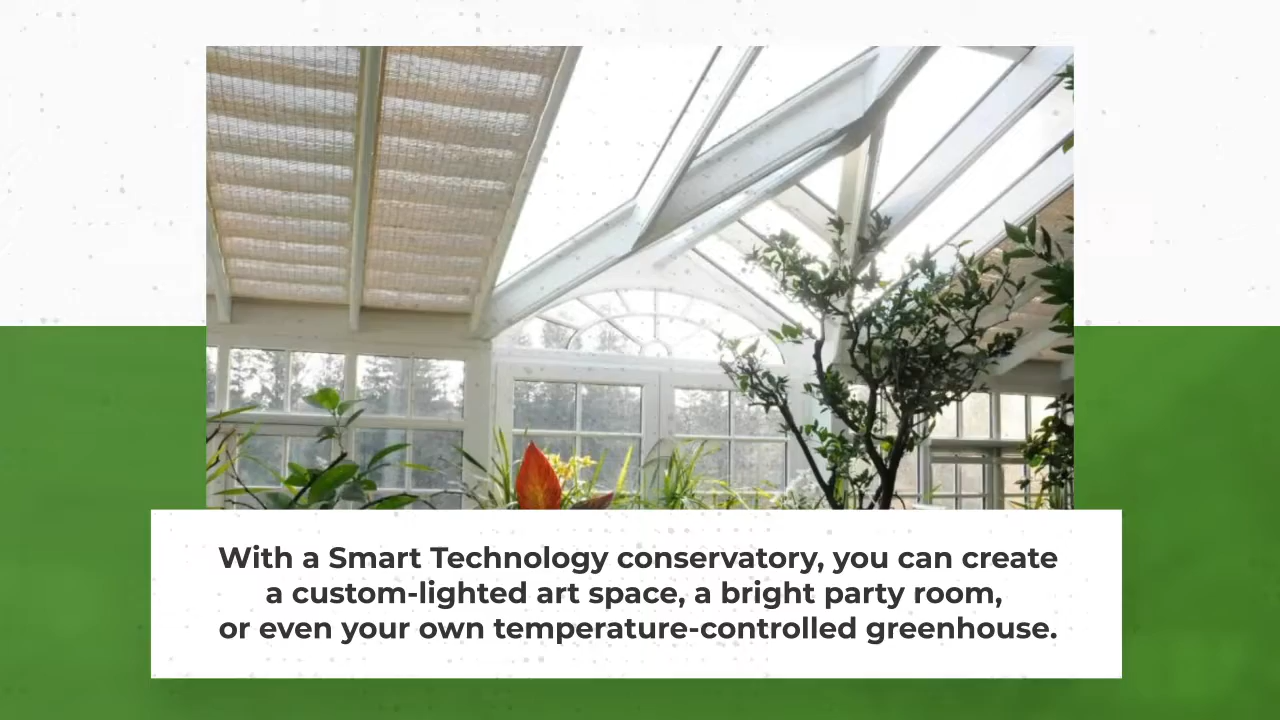 With a Smart Technology conservatory, you can create
a custom-lighted art space, a bright party room,
or even your own temperature-controlled greenhouse.